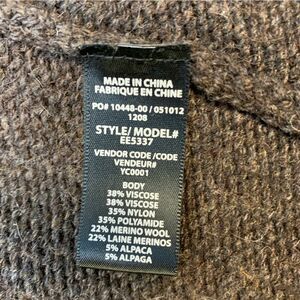 MADE IN CHINA
FABRIQUE EN CHINE
PO# 10448-00 / 051012
1208
STYLE/ MODEL#
EE5337
VENDOR CODE /CODE
VENDEUR#
YC0001
BODY
38% VISCOSE
38% VISCOSE
35% NYLON
35% POLYAMIDE
22% MERINO WOOL
22% LAINE MERINOS
5% ALPACA
5% ALPAGA